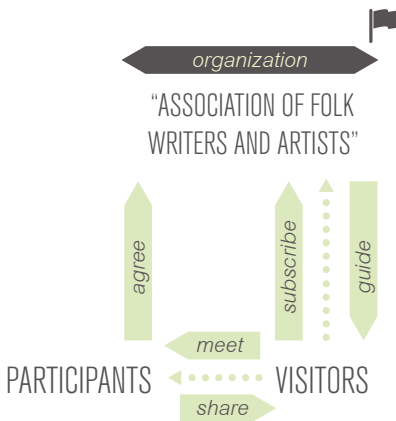 organization
“ASSOCIATION OF FOLK
WRITERS AND ARTISTS”
agree
subscribe
guide
meet
PARTICIPANTS
VISITORS
share